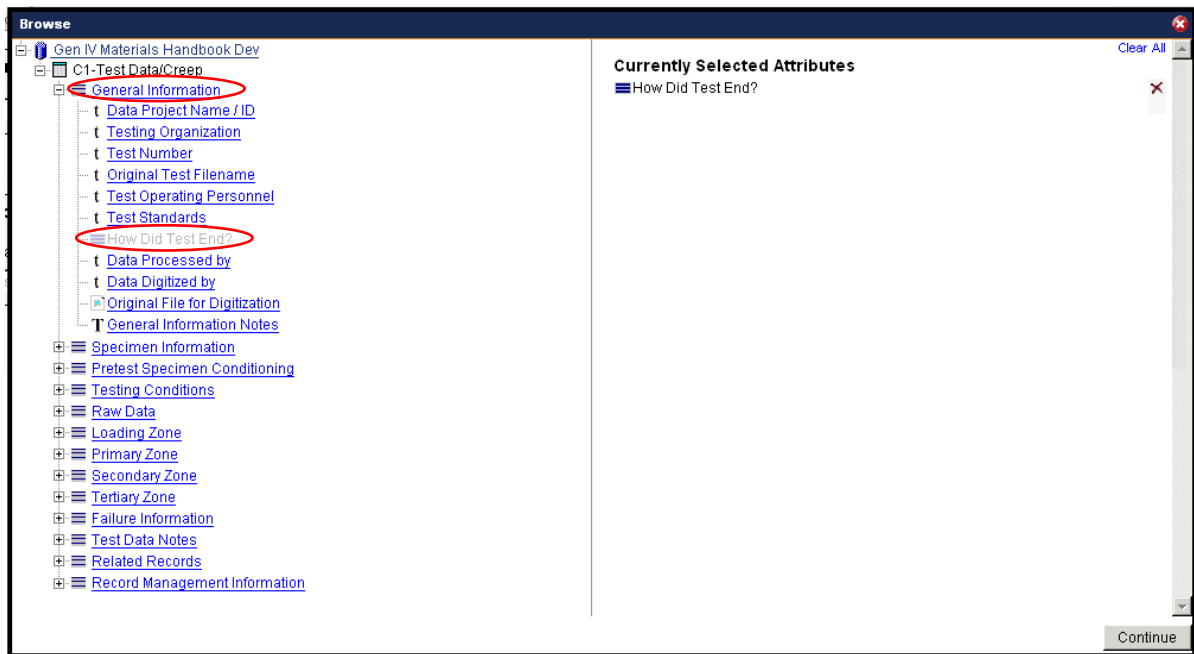 Browse
Gen IV Materials Handbook Dev
C1-Test Data/Creep
General Information
t Data Project Name / ID
t Testing Organization
t Test Number
t Original Test Filename
t Test Operating Personnel
t Test Standards
How Did Test End?
t Data Processed by
t Data Digitized by
Original File for Digitization
T General Information Notes
Specimen Information
Pretest Specimen Conditioning
Testing Conditions
Raw Data
Loading Zone
Primary Zone
Secondary Zone
Tertiary Zone
Failure Information
Test Data Notes
Related Records
Record Management Information
Clear All
Currently Selected Attributes
How Did Test End?
Continue